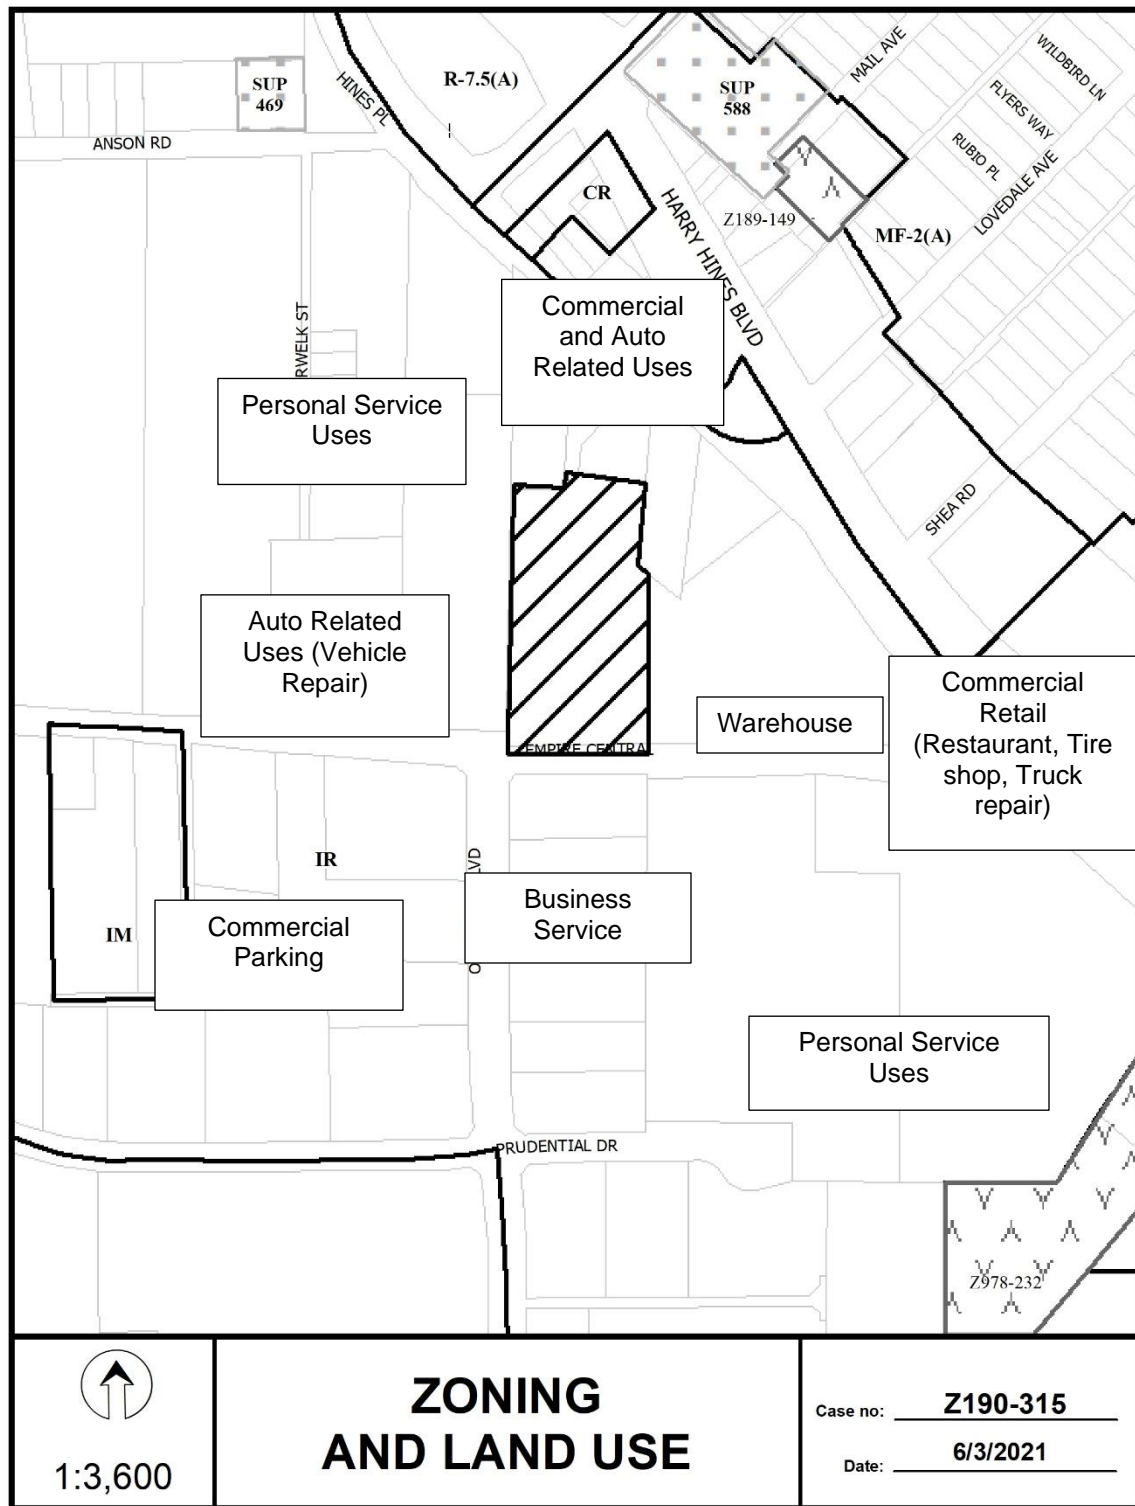 SUP
469
HINES PL
R-7.5(A)
SUP
588
MAIL AVE
WILDBIRD LN
FLYERS WAY
RUBIO PL
LOVEDALE AVE
ANSON RD
CR
HARRY HINES BLVD
Z189-149
MF-2(A)
RWELK ST
Commercial
and Auto
Related Uses
Personal Service
Uses
SHEA RD
Auto Related
Uses (Vehicle
Repair)
EMPIRE CENTRAL
Warehouse
Commercial
Retail
(Restaurant, Tire
shop, Truck
repair)
IR
LVD
O
Business
Service
IM
Commercial
Parking
Personal Service
Uses
PRUDENTIAL DR
Z978-232
1:3,600
ZONING
AND LAND USE
Case no: Z190-315
Date: 6/3/2021